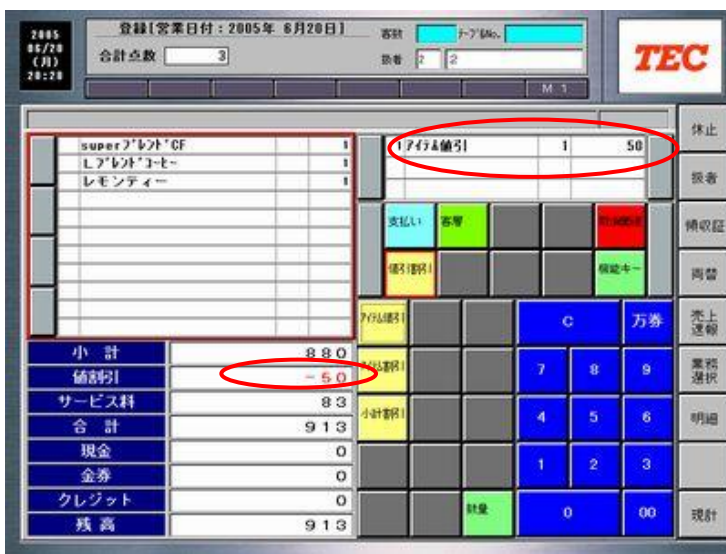 2005
06/20
(月)
20:20
登録[営業日付:2005年 6月20日]
合計点数 3
客数 テーブルNo.
扱者 2 2
M 1
TEC
superブレンドCF 1
Lブレンドコーヒー 1
レモンティー 1
1 アイテム値引 1 50
支払い 客層
値引割引 機能キー
アイテム値引
アイテム割引
小計割引
数量
C 万券
7 8 9
4 5 6
1 2 3
0 00
小 計 880
値割引 -50
サービス料 83
合 計 913
現金 0
金券 0
クレジット 0
残 高 913
休止
扱者
領収証
両替
売上
速報
業務
選択
明細
現計